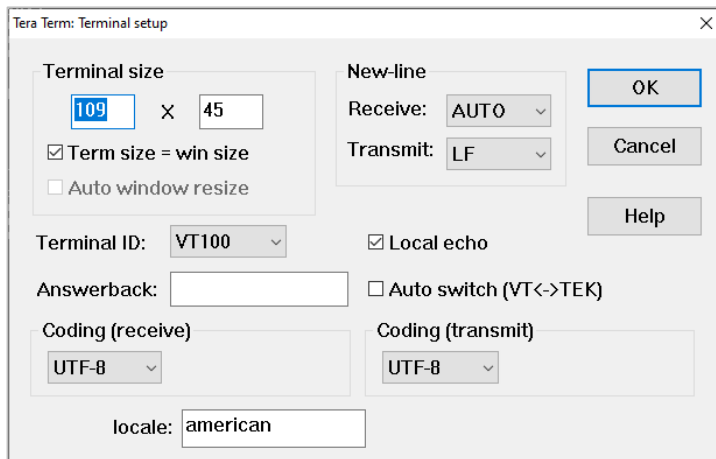 Tera Term: Terminal setup
Terminal size
109 X 45
Term size = win size
Auto window resize
New-line
Receive: AUTO
Transmit: LF
OK
Cancel
Help
Terminal ID: VT100
Local echo
Answerback:
Auto switch (VT<->TEK)
Coding (receive)
UTF-8
Coding (transmit)
UTF-8
locale: american